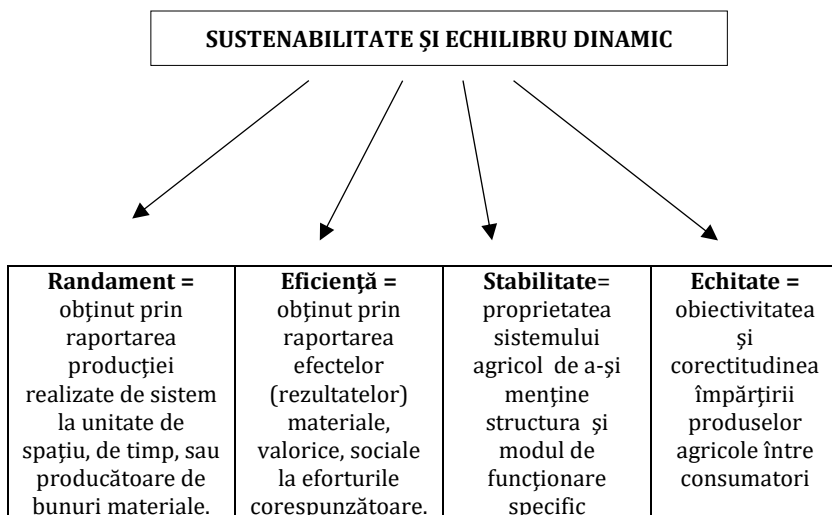 SUSTENABILITATE ȘI ECHILIBRU DINAMIC
Randament =
obţinut prin
raportarea
producţiei
realizate de sistem
la unitate de
spaţiu, de timp, sau
producătoare de
bunuri materiale.
Eficienţă =
obţinut prin
raportarea
efectelor
(rezultatelor)
materiale,
valorice, sociale
la eforturile
corespunzătoare.
Stabilitate=
proprietatea
sistemului
agricol de a-şi
menţine
structura şi
modul de
funcţionare
specific
Echitate =
obiectivitatea
şi
corectitudinea
împărţirii
produselor
agricole între
consumatori